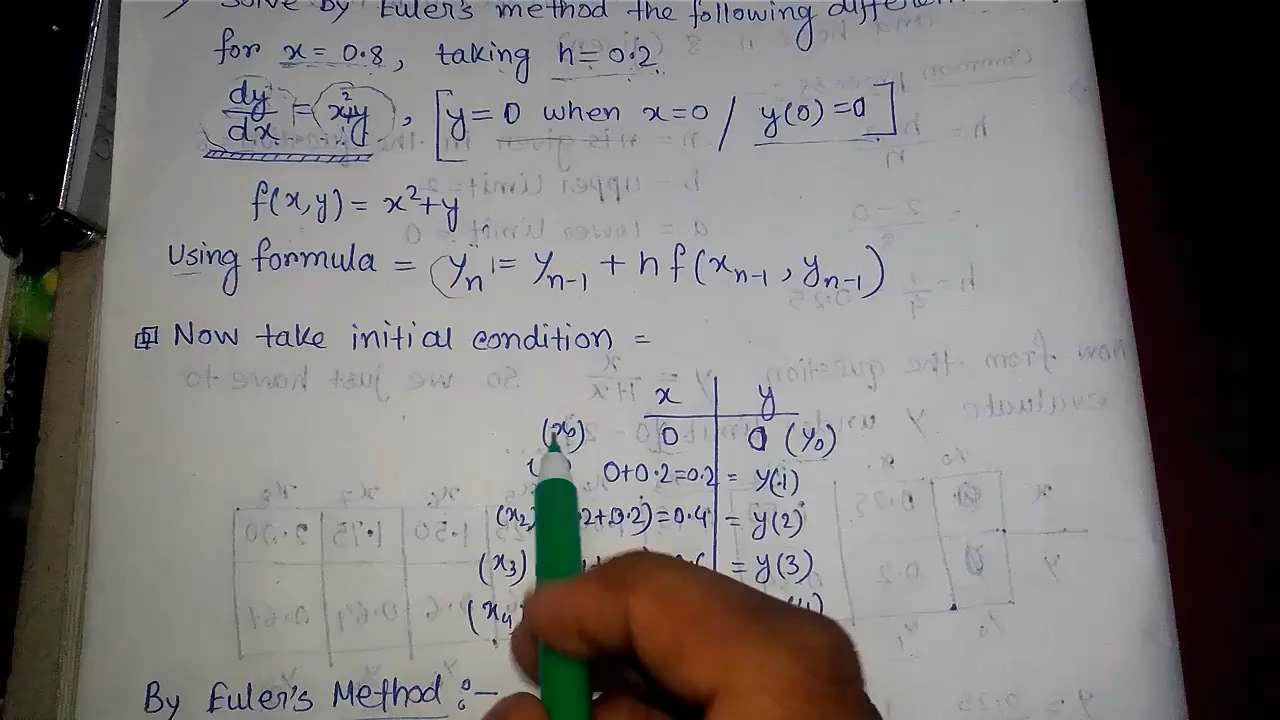 Solve by Euler's method the following
for x = 0.8, taking h = 0.2
dy/dx = x²+y, [y = 0 when x = 0 / y(0) = 0]
f(x,y) = x²+y
Using formula = (yn = yn-1 + h f(xn-1, yn-1)
Now take initial condition =
x y
(x0) 0 0 (y0)
0+0.2=0.2 = y(1)
(x2) .2+0.2)=0.4 = y(2)
(x3) = y(3)
(x4)
By Euler's Method :-